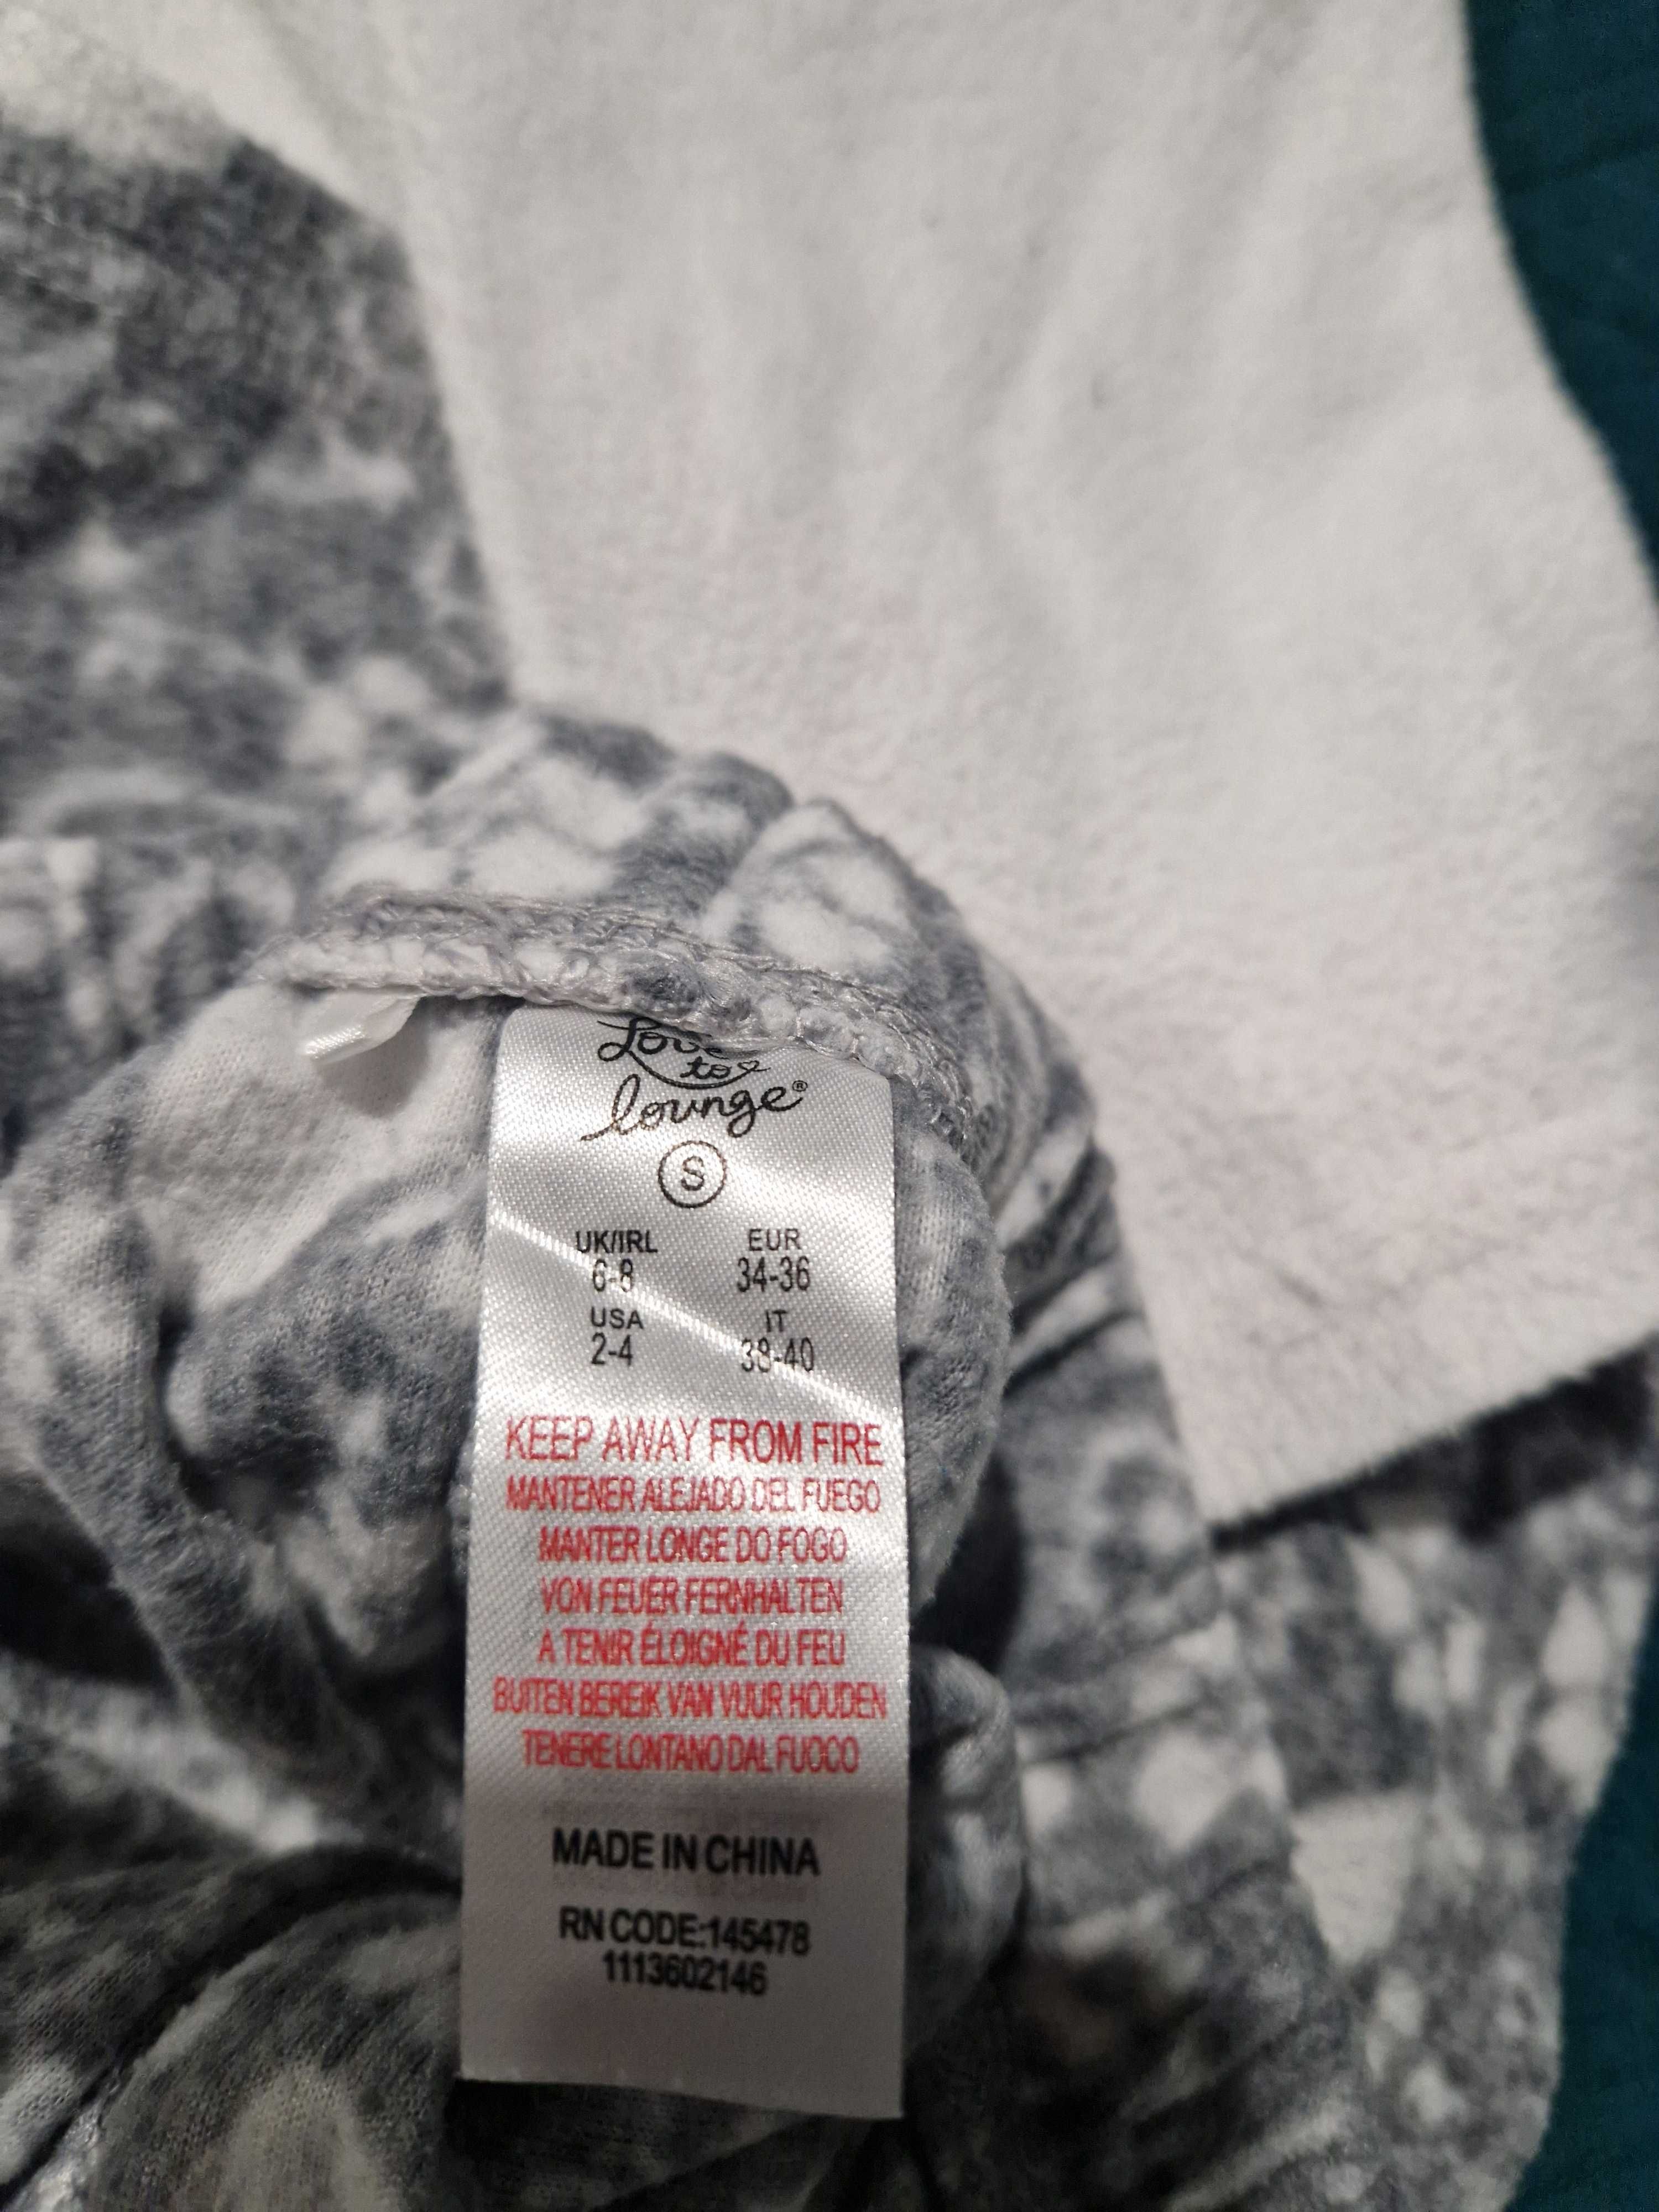 Love
to
lounge®
S
UK/IRL EUR
6-8 34-36
USA IT
2-4 38-40
KEEP AWAY FROM FIRE
MANTENER ALEJADO DEL FUEGO
MANTER LONGE DO FOGO
VON FEUER FERNHALTEN
A TENIR ÉLOIGNÉ DU FEU
BUITEN BEREIK VAN VUUR HOUDEN
TENERE LONTANO DAL FUOCO
MADE IN CHINA
RN CODE:145478
1113602146